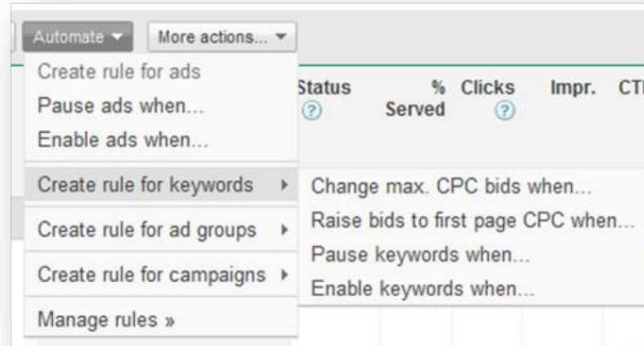 Automate
More actions...
Create rule for ads
Pause ads when...
Enable ads when...
Create rule for keywords
Create rule for ad groups
Create rule for campaigns
Manage rules »
Status
?
% Served
Clicks
?
Impr.
Change max. CPC bids when...
Raise bids to first page CPC when...
Pause keywords when...
Enable keywords when...